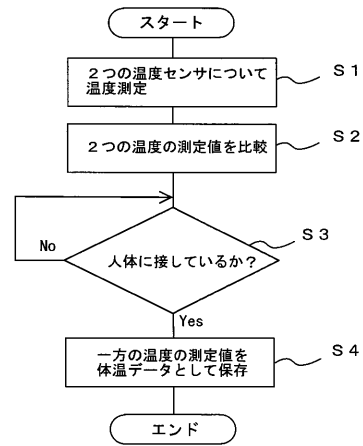 スタート
2つの温度センサについて
温度測定
S1
2つの温度の測定値を比較
S2
人体に接しているか?
S3
No
Yes
一方の温度の測定値を
体温データとして保存
S4
エンド